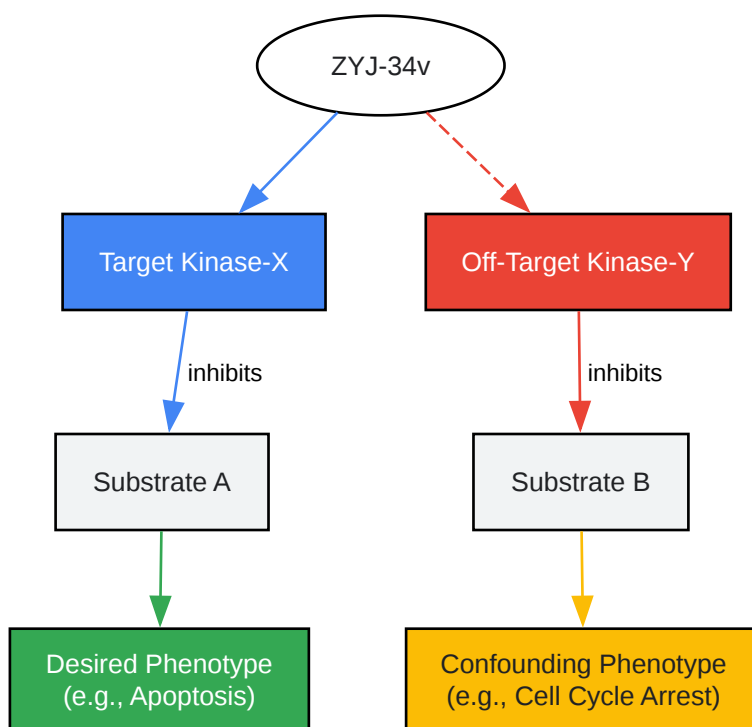 ZYJ-34v
Target Kinase-X
Off-Target Kinase-Y
inhibits
inhibits
Substrate A
Substrate B
Desired Phenotype
(e.g., Apoptosis)
Confounding Phenotype
(e.g., Cell Cycle Arrest)